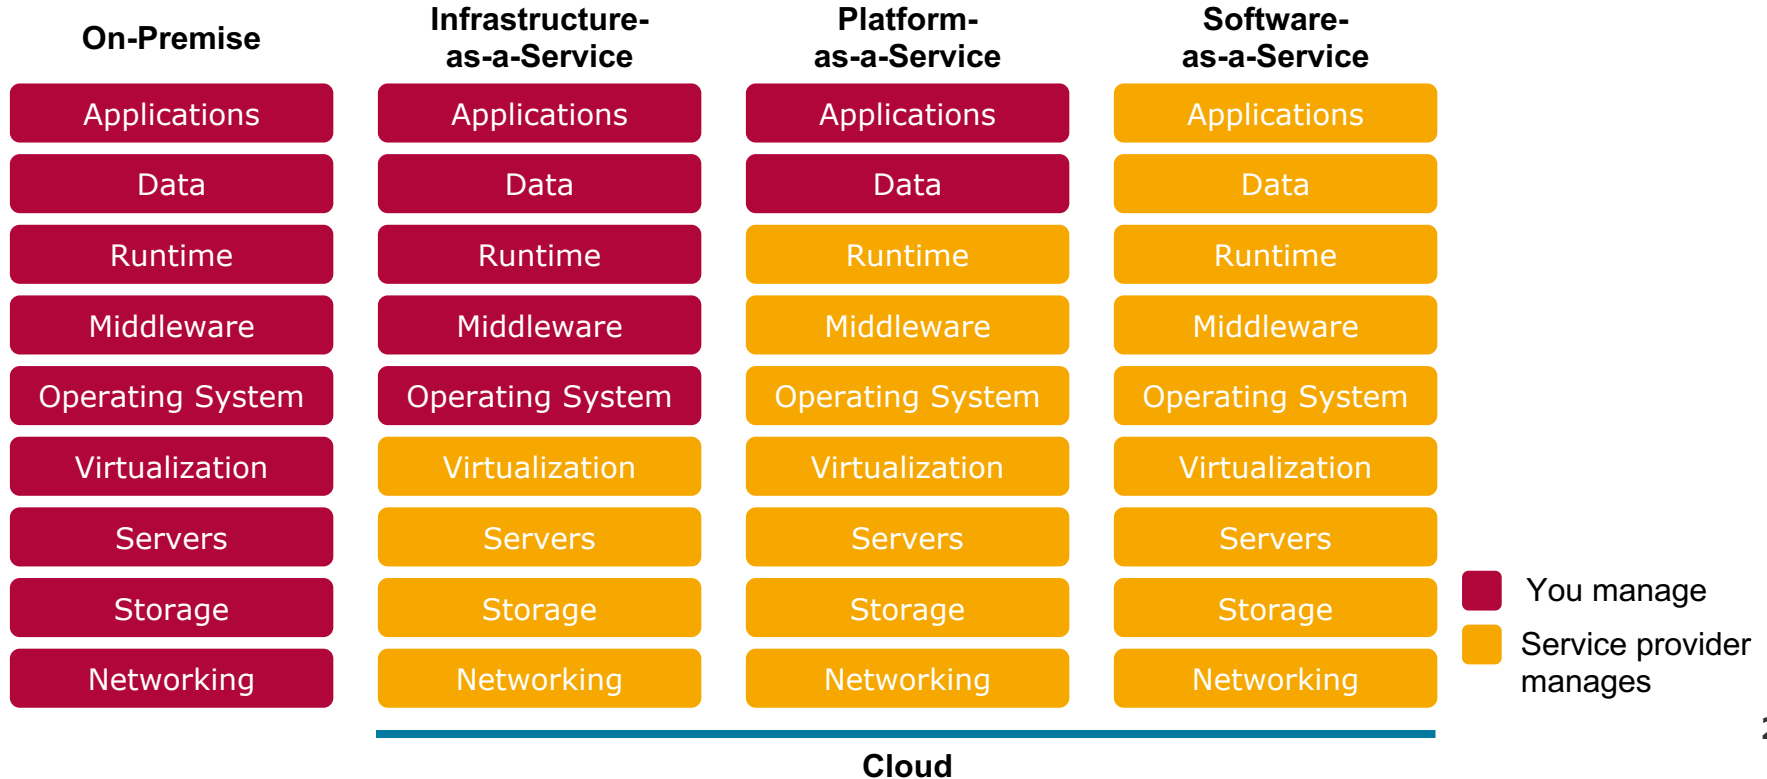 On-Premise
Infrastructure-
as-a-Service
Platform-
as-a-Service
Software-
as-a-Service
Applications
Applications
Applications
Applications
Data
Data
Data
Data
Runtime
Runtime
Runtime
Runtime
Middleware
Middleware
Middleware
Middleware
Operating System
Operating System
Operating System
Operating System
Virtualization
Virtualization
Virtualization
Virtualization
Servers
Servers
Servers
Servers
Storage
Storage
Storage
Storage
Networking
Networking
Networking
Networking
You manage
Service provider
manages
Cloud